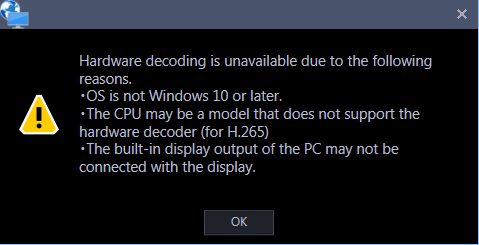 Hardware decoding is unavailable due to the following
reasons.
・OS is not Windows 10 or later.
・The CPU may be a model that does not support the
hardware decoder (for H.265)
・The built-in display output of the PC may not be
connected with the display.
OK